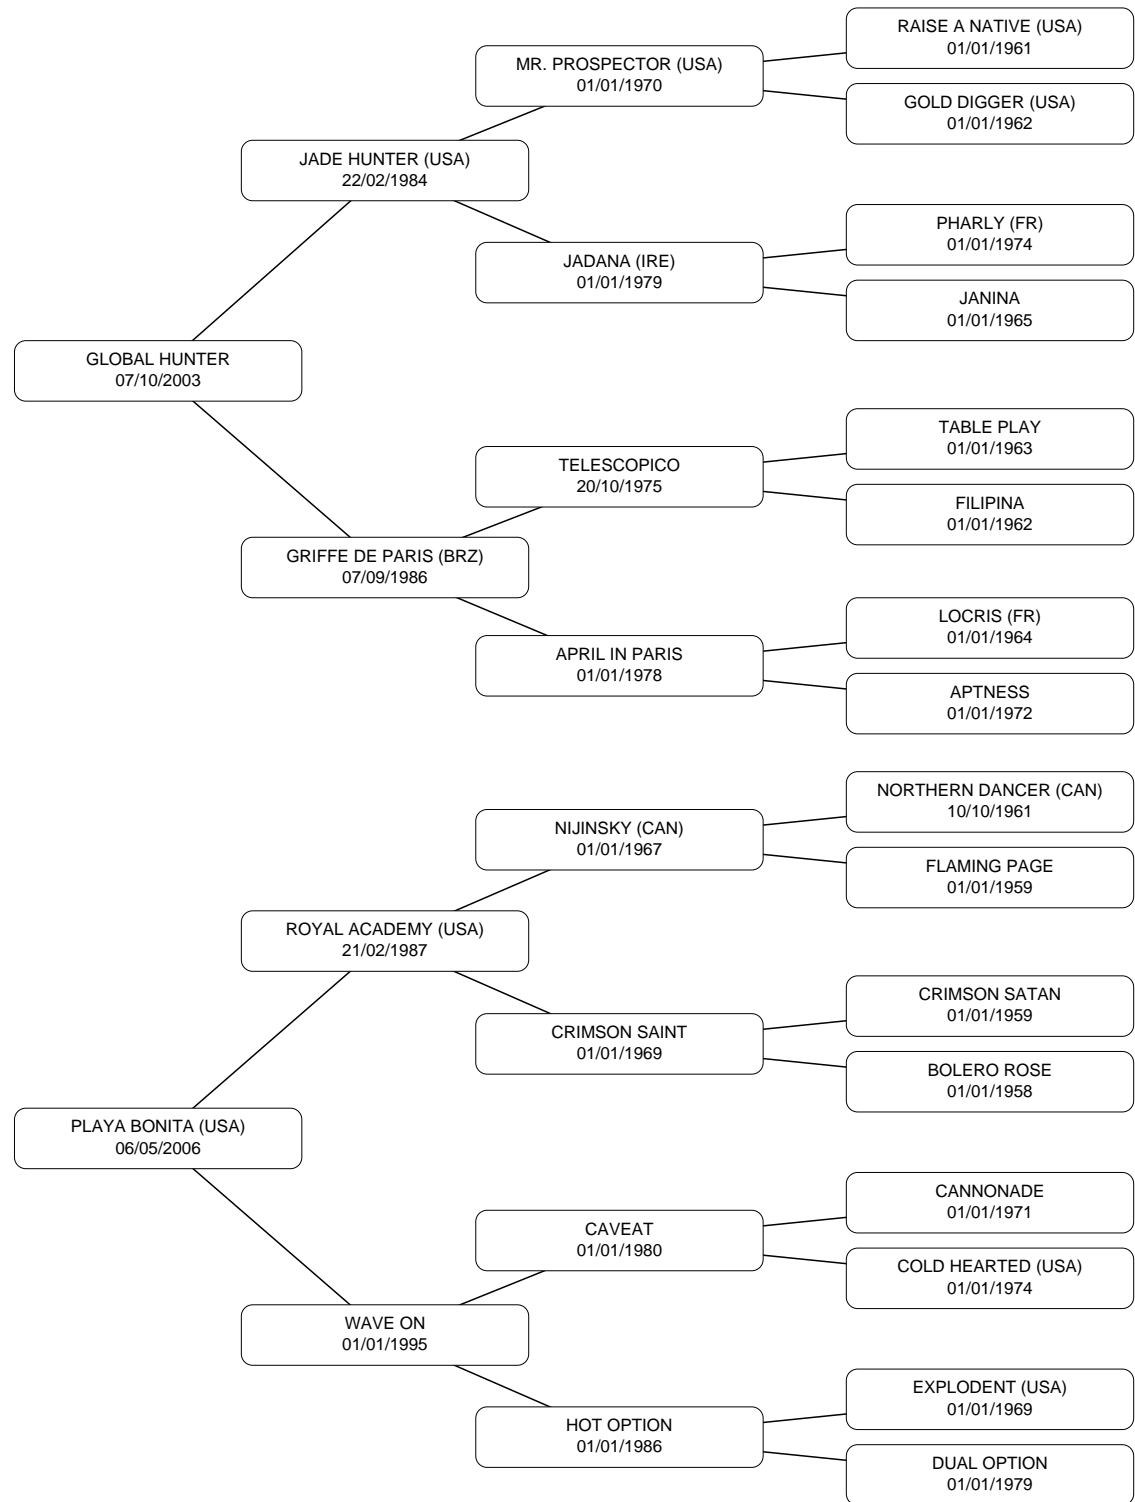 RAISE A NATIVE (USA)
01/01/1961
MR. PROSPECTOR (USA)
01/01/1970
GOLD DIGGER (USA)
01/01/1962
JADE HUNTER (USA)
22/02/1984
PHARLY (FR)
01/01/1974
JADANA (IRE)
01/01/1979
JANINA
01/01/1965
GLOBAL HUNTER
07/10/2003
TABLE PLAY
01/01/1963
TELESCOPICO
20/10/1975
FILIPINA
01/01/1962
GRIFFE DE PARIS (BRZ)
07/09/1986
LOCRIS (FR)
01/01/1964
APRIL IN PARIS
01/01/1978
APTNESS
01/01/1972
NORTHERN DANCER (CAN)
10/10/1961
NIJINSKY (CAN)
01/01/1967
FLAMING PAGE
01/01/1959
ROYAL ACADEMY (USA)
21/02/1987
CRIMSON SATAN
01/01/1959
CRIMSON SAINT
01/01/1969
BOLERO ROSE
01/01/1958
PLAYA BONITA (USA)
06/05/2006
CANNONADE
01/01/1971
CAVEAT
01/01/1980
COLD HEARTED (USA)
01/01/1974
WAVE ON
01/01/1995
EXPLODENT (USA)
01/01/1969
HOT OPTION
01/01/1986
DUAL OPTION
01/01/1979